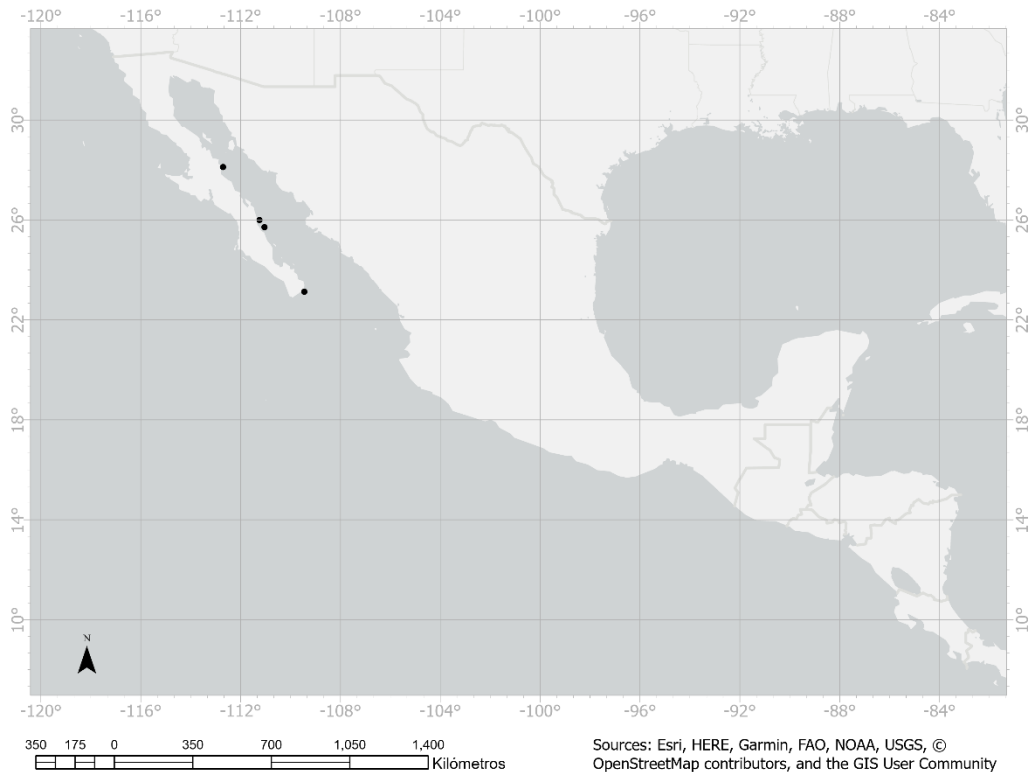 -120° -116° -112° -108° -104° -100° -96° -92° -88° -84°
30° 30°
26° 26°
22° 22°
18° 18°
14° 14°
10° 10°
N
-120° -116° -112° -108° -104° -100° -96° -92° -88° -84°
350 175 0 350 700 1,050 1,400
Kilómetros
Sources: Esri, HERE, Garmin, FAO, NOAA, USGS, ©
OpenStreetMap contributors, and the GIS User Community